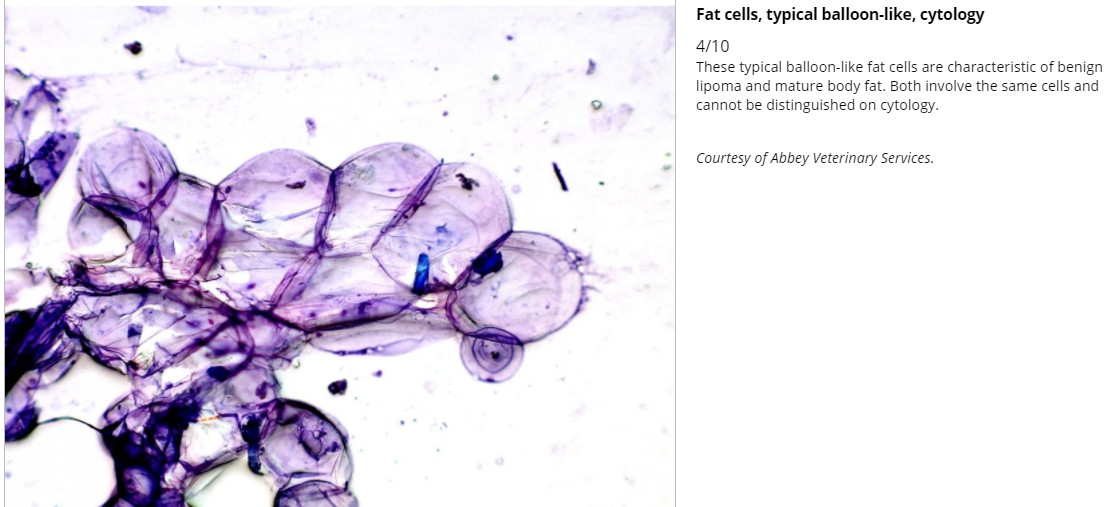 Fat cells, typical balloon-like, cytology
4/10
These typical balloon-like fat cells are characteristic of benign
lipoma and mature body fat. Both involve the same cells and
cannot be distinguished on cytology.
Courtesy of Abbey Veterinary Services.